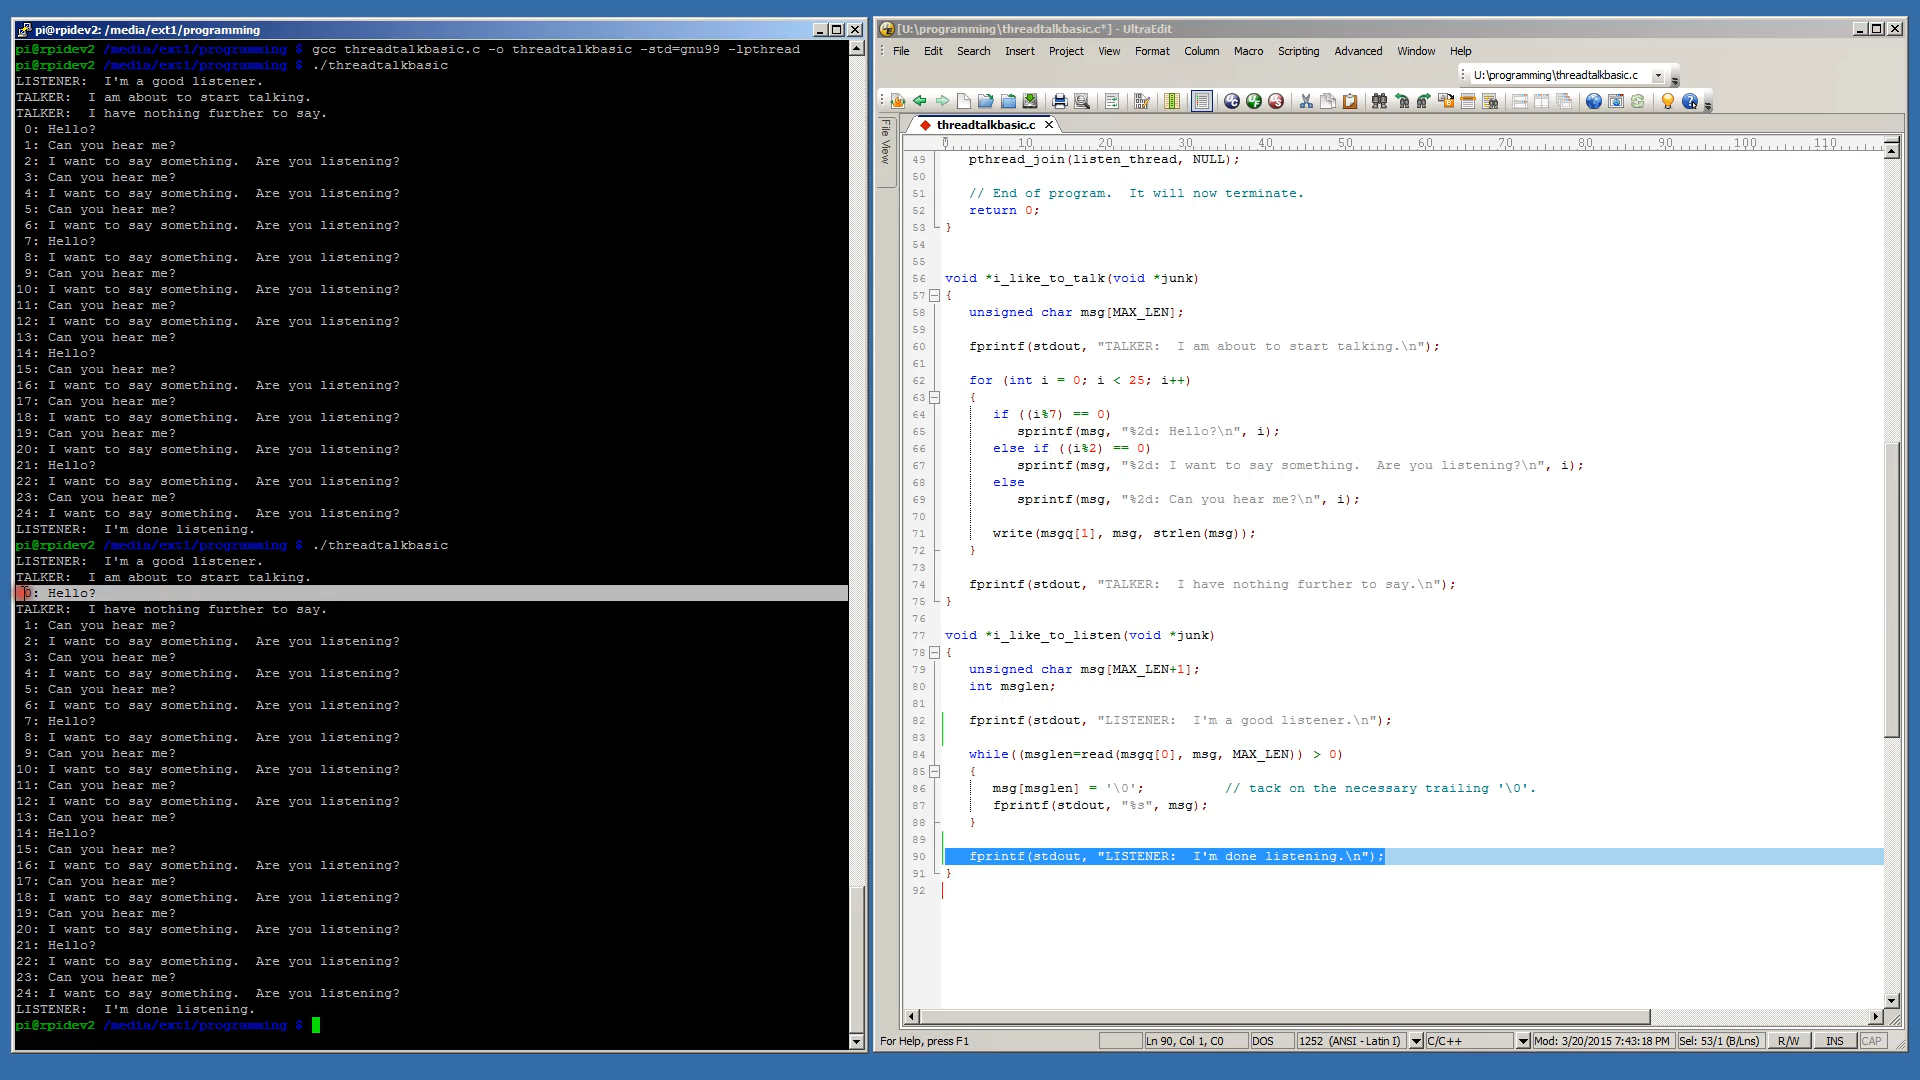 pi@rpidev2: /media/ext1/programming
pi@rpidev2 /media/ext1/programming $ gcc threadtalkbasic.c -o threadtalkbasic -std=gnu99 -lpthread
pi@rpidev2 /media/ext1/programming $ ./threadtalkbasic
LISTENER:  I'm a good listener.
TALKER:  I am about to start talking.
TALKER:  I have nothing further to say.
 0: Hello?
 1: Can you hear me?
 2: I want to say something.  Are you listening?
 3: Can you hear me?
 4: I want to say something.  Are you listening?
 5: Can you hear me?
 6: I want to say something.  Are you listening?
 7: Hello?
 8: I want to say something.  Are you listening?
 9: Can you hear me?
10: I want to say something.  Are you listening?
11: Can you hear me?
12: I want to say something.  Are you listening?
13: Can you hear me?
14: Hello?
15: Can you hear me?
16: I want to say something.  Are you listening?
17: Can you hear me?
18: I want to say something.  Are you listening?
19: Can you hear me?
20: I want to say something.  Are you listening?
21: Hello?
22: I want to say something.  Are you listening?
23: Can you hear me?
24: I want to say something.  Are you listening?
LISTENER:  I'm done listening.
pi@rpidev2 /media/ext1/programming $ ./threadtalkbasic
LISTENER:  I'm a good listener.
TALKER:  I am about to start talking.
 0: Hello?
TALKER:  I have nothing further to say.
 1: Can you hear me?
 2: I want to say something.  Are you listening?
 3: Can you hear me?
 4: I want to say something.  Are you listening?
 5: Can you hear me?
 6: I want to say something.  Are you listening?
 7: Hello?
 8: I want to say something.  Are you listening?
 9: Can you hear me?
10: I want to say something.  Are you listening?
11: Can you hear me?
12: I want to say something.  Are you listening?
13: Can you hear me?
14: Hello?
15: Can you hear me?
16: I want to say something.  Are you listening?
17: Can you hear me?
18: I want to say something.  Are you listening?
19: Can you hear me?
20: I want to say something.  Are you listening?
21: Hello?
22: I want to say something.  Are you listening?
23: Can you hear me?
24: I want to say something.  Are you listening?
LISTENER:  I'm done listening.
pi@rpidev2 /media/ext1/programming $
[U:\programming\threadtalkbasic.c*] - UltraEdit
File Edit Search Insert Project View Format Column Macro Scripting Advanced Window Help
U:\programming\threadtalkbasic.c
File View
threadtalkbasic.c
0 10 20 30 40 50 60 70 80 90 100 110
49    pthread_join(listen_thread, NULL);
50
51    // End of program.  It will now terminate.
52    return 0;
53 }
54
55
56 void *i_like_to_talk(void *junk)
57 {
58    unsigned char msg[MAX_LEN];
59
60    fprintf(stdout, "TALKER:  I am about to start talking.\n");
61
62    for (int i = 0; i < 25; i++)
63    {
64       if ((i%7) == 0)
65          sprintf(msg, "%2d: Hello?\n", i);
66       else if ((i%2) == 0)
67          sprintf(msg, "%2d: I want to say something.  Are you listening?\n", i);
68       else
69          sprintf(msg, "%2d: Can you hear me?\n", i);
70
71       write(msgq[1], msg, strlen(msg));
72    }
73
74    fprintf(stdout, "TALKER:  I have nothing further to say.\n");
75 }
76
77 void *i_like_to_listen(void *junk)
78 {
79    unsigned char msg[MAX_LEN+1];
80    int msglen;
81
82    fprintf(stdout, "LISTENER:  I'm a good listener.\n");
83
84    while((msglen=read(msgq[0], msg, MAX_LEN)) > 0)
85    {
86       msg[msglen] = '\0';          // tack on the necessary trailing '\0'.
87       fprintf(stdout, "%s", msg);
88    }
89
90    fprintf(stdout, "LISTENER:  I'm done listening.\n");
91 }
92
For Help, press F1 Ln 90, Col 1, C0 DOS 1252 (ANSI - Latin I) C/C++ Mod: 3/20/2015 7:43:18 PM Sel: 53/1 (B/Lns) R/W INS CAP